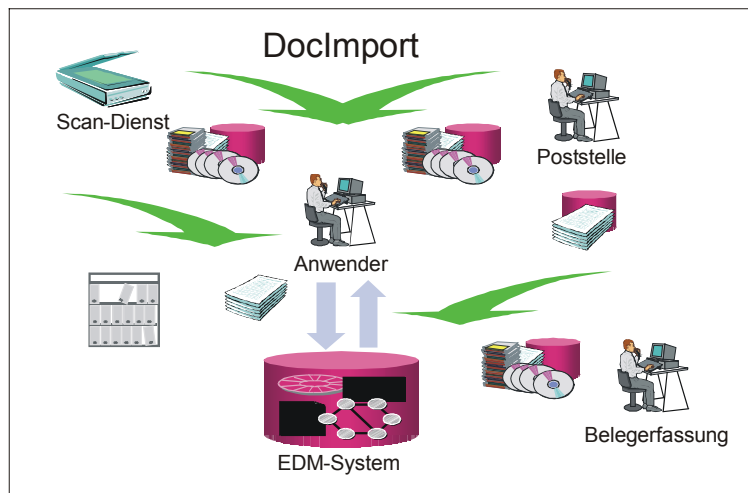 DocImport
Scan-Dienst
Poststelle
Anwender
Belegerfassung
EDM-System